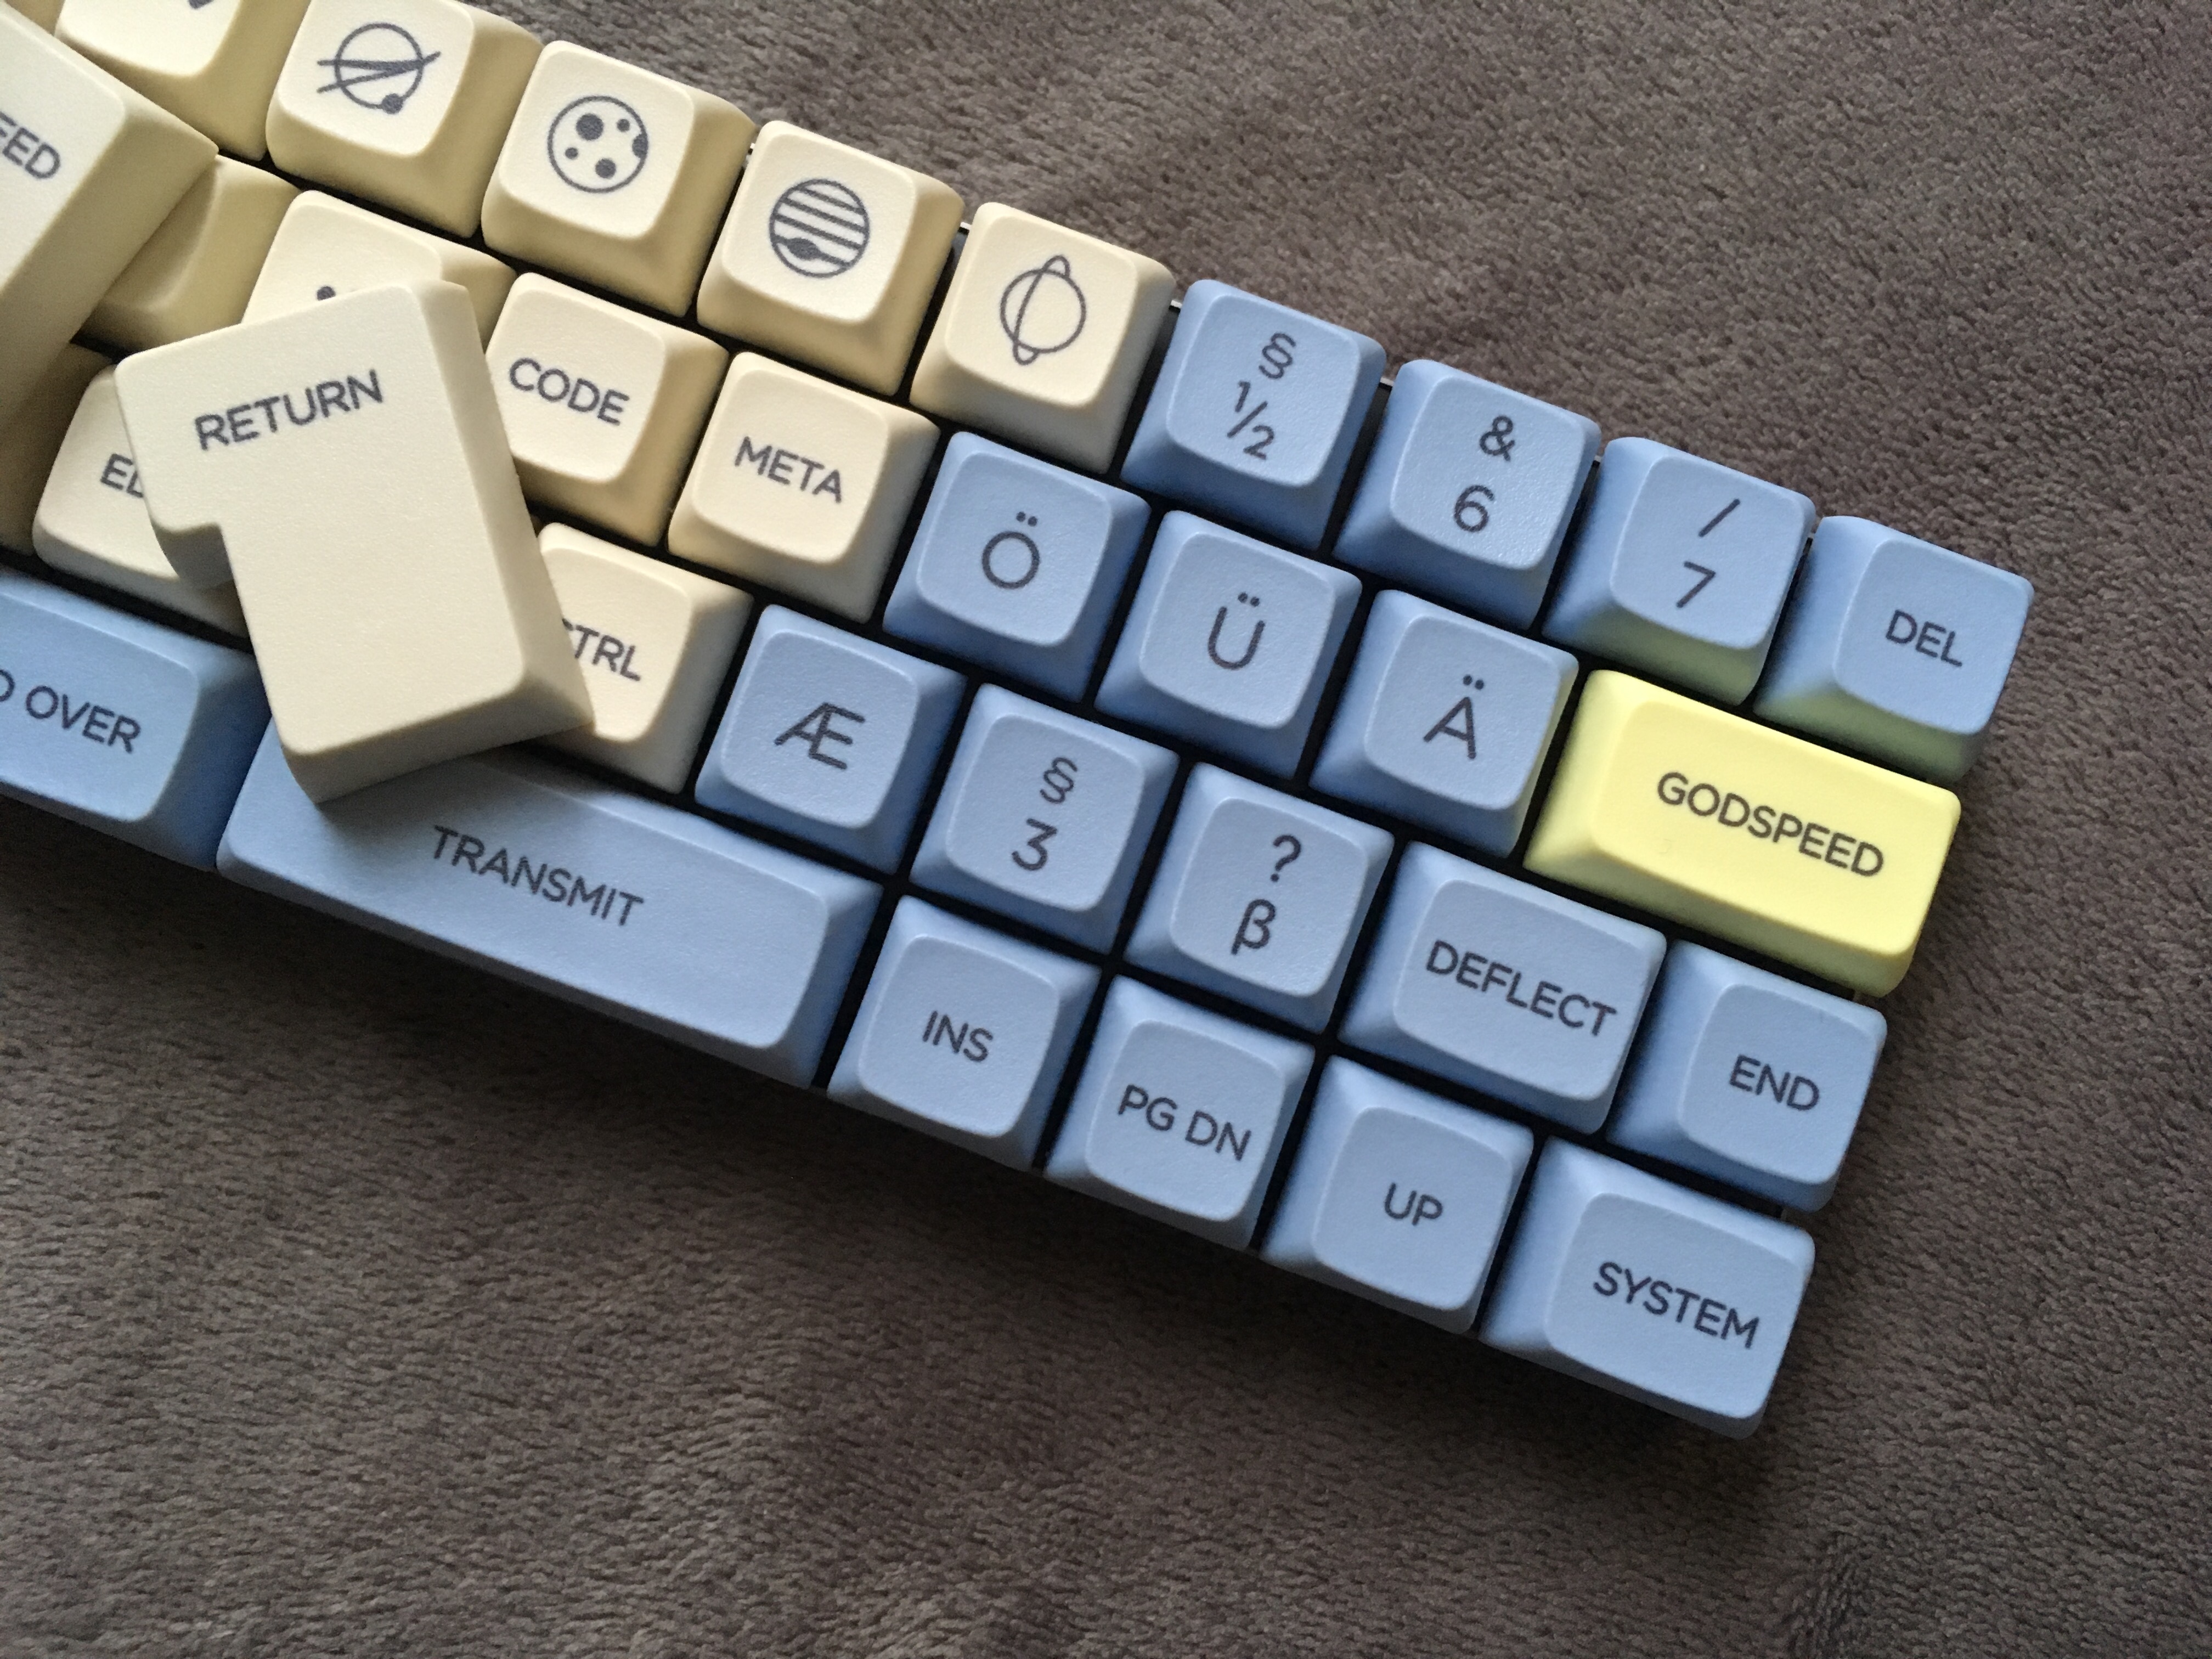 EED
RETURN
CODE
META
§
½
&
6
/
7
DEL
Ö
Ü
Ä
GODSPEED
Æ
§
3
?
β
DEFLECT
END
OVER
TRANSMIT
INS
PG DN
UP
SYSTEM